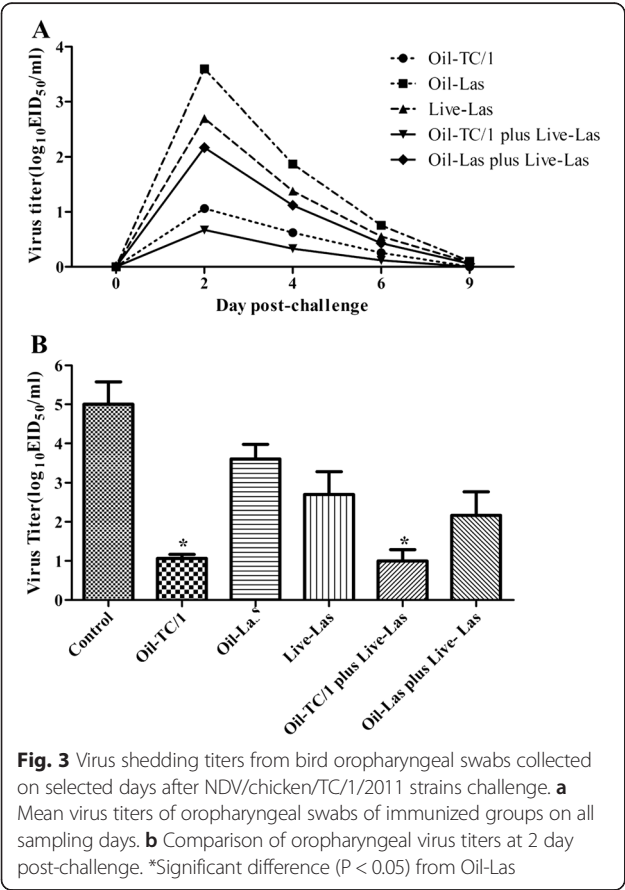 A
Virus titer(log10EID50/ml)
4
3
2
1
0
0 2 4 6 9
Day post-challenge
Oil-TC/1
Oil-Las
Live-Las
Oil-TC/1 plus Live-Las
Oil-Las plus Live-Las
B
Virus Titer(log10EID50/ml)
6
5
4
3
2
1
0
* *
Control
Oil-TC/1
Oil-LaS
Live-Las
Oil-TC/1 plus Live-Las
Oil-Las plus Live- Las
Fig. 3 Virus shedding titers from bird oropharyngeal swabs collected
on selected days after NDV/chicken/TC/1/2011 strains challenge. a
Mean virus titers of oropharyngeal swabs of immunized groups on all
sampling days. b Comparison of oropharyngeal virus titers at 2 day
post-challenge. *Significant difference (P < 0.05) from Oil-Las